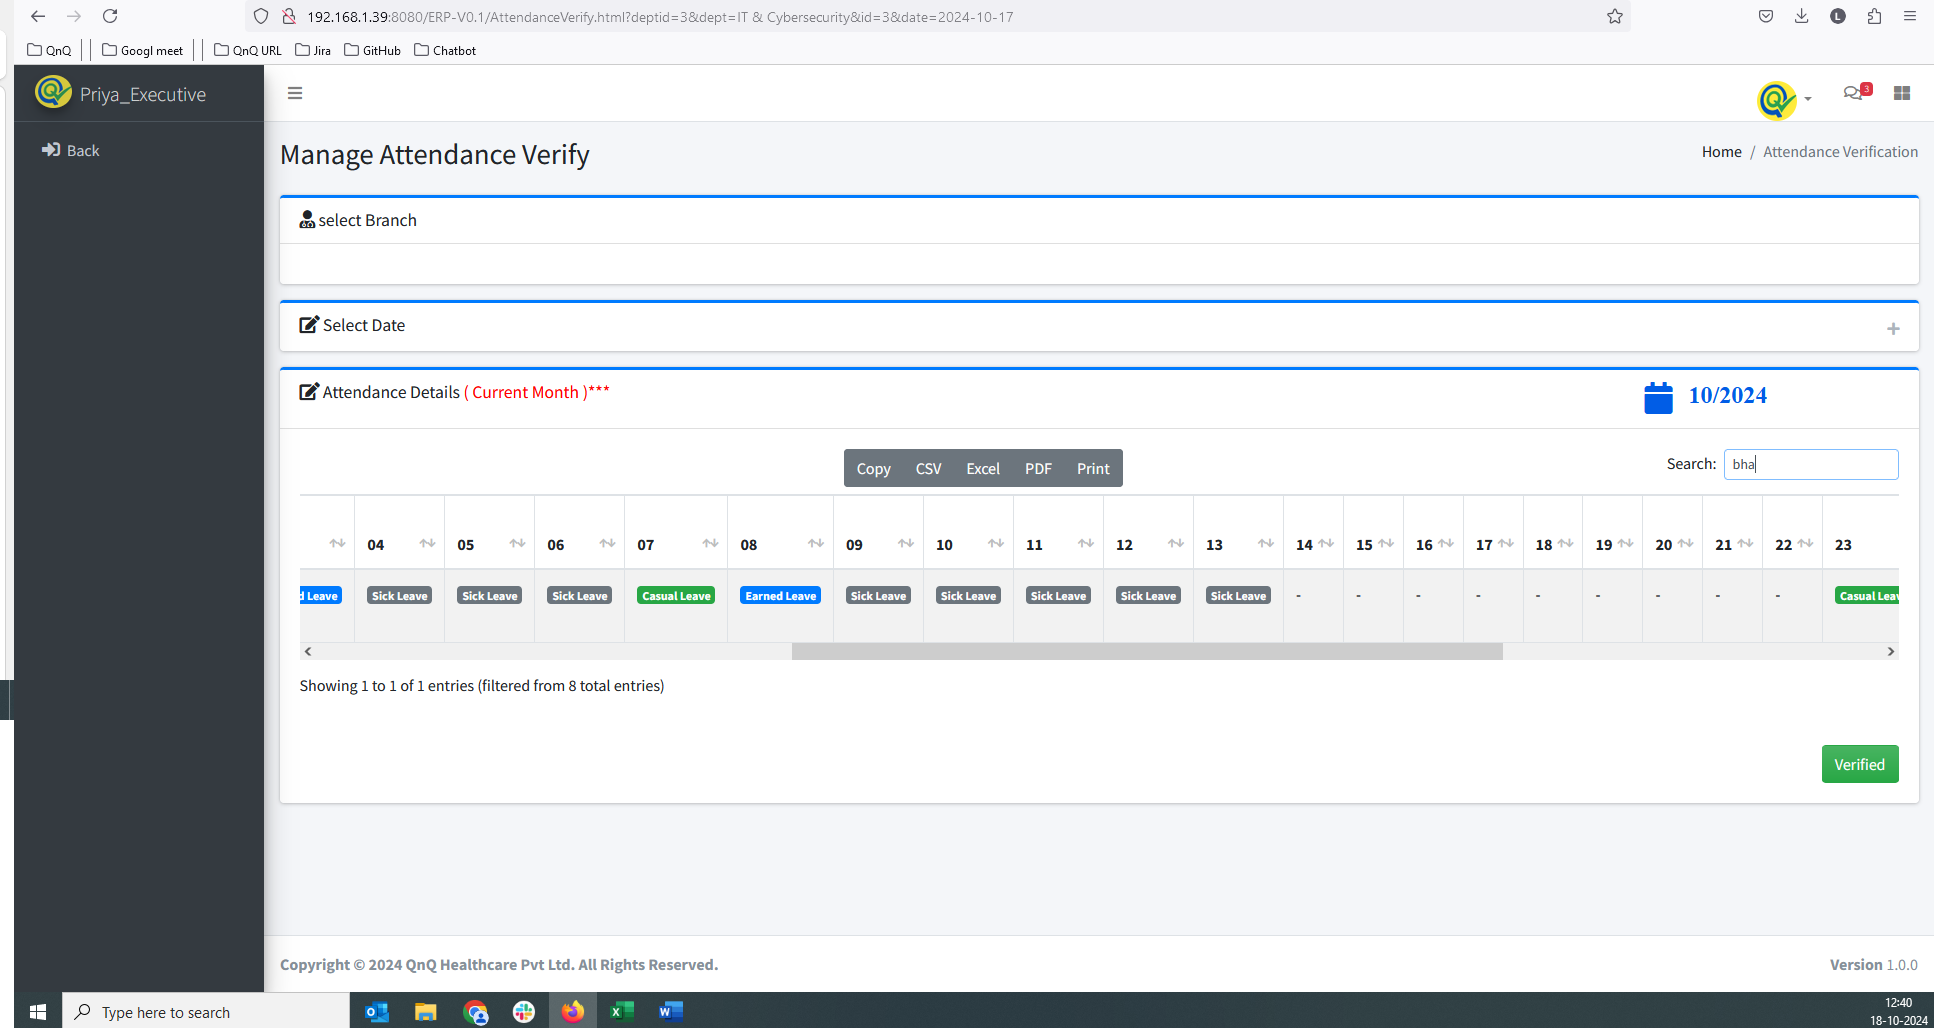 192.168.1.39:8080/ERP-V0.1/AttendanceVerify.html?deptid=3&dept=IT & Cybersecurity&id=3&date=2024-10-17
L
QnQ Googl meet QnQ URL Jira GitHub Chatbot
Priya_Executive
3
Back
Manage Attendance Verify
Home / Attendance Verification
select Branch
Select Date
Attendance Details ( Current Month )***
10/2024
Copy CSV Excel PDF Print
Search: bha
04 05 06 07 08 09 10 11 12 13 14 15 16 17 18 19 20 21 22 23
d Leave Sick Leave Sick Leave Sick Leave Casual Leave Earned Leave Sick Leave Sick Leave Sick Leave Sick Leave Sick Leave - - - - - - - - - Casual Leav
Showing 1 to 1 of 1 entries (filtered from 8 total entries)
Verified
Copyright © 2024 QnQ Healthcare Pvt Ltd. All Rights Reserved.
Version 1.0.0
Type here to search
12:40
18-10-2024